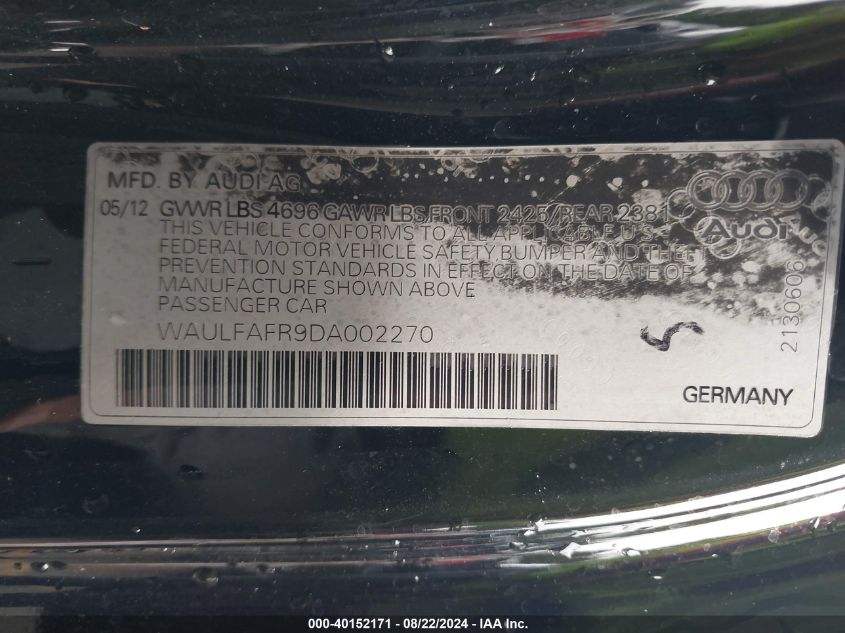 MFD. BY AUDI AG
05/12 GVWR LBS 4696 GAWR LBS FRONT 2425/REAR 2381
THIS VEHICLE CONFORMS TO ALL APPLICABLE U.S.
FEDERAL MOTOR VEHICLE SAFETY BUMPER AND THEFT
PREVENTION STANDARDS IN EFFECT ON THE DATE OF
MANUFACTURE SHOWN ABOVE
PASSENGER CAR
WAULFAFR9DA002270
Audi
2130606
GERMANY
000-40152171 - 08/22/2024 - IAA Inc.